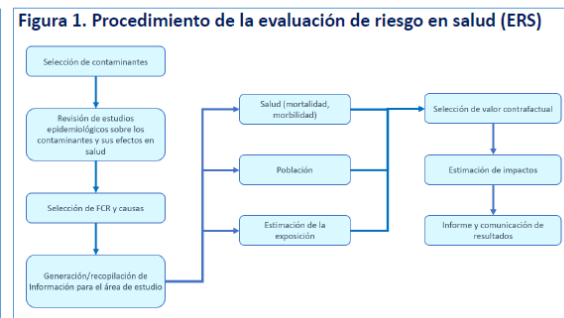 Figura 1. Procedimiento de la evaluación de riesgo en salud (ERS)
Selección de contaminantes
Revisión de estudios
epidemiológicos sobre los
contaminantes y sus efectos en
salud
Selección de FCR y causas
Generación/recopilación de
Información para el área de estudio
Salud (mortalidad,
morbilidad)
Población
Estimación de la
exposición
Selección de valor contrafactual
Estimación de impactos
Informe y comunicación de
resultados